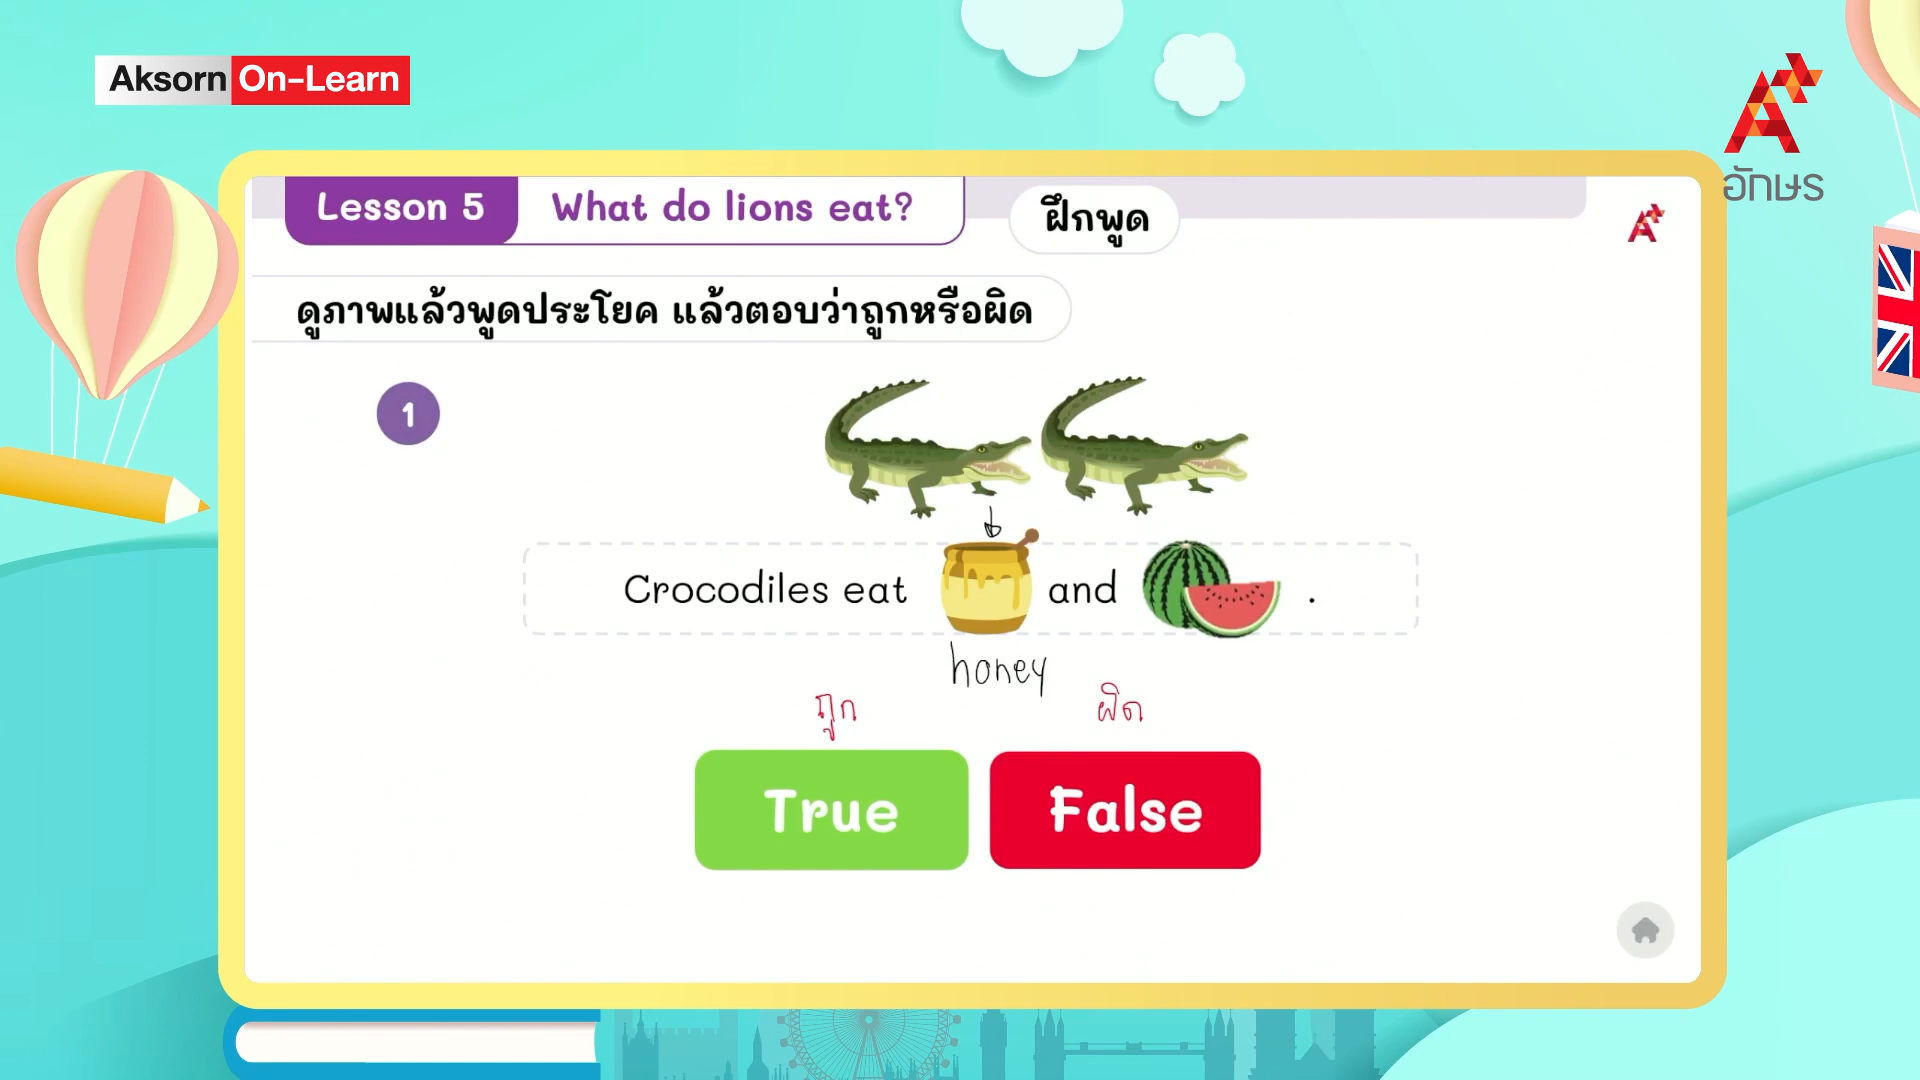 Aksorn On-Learn
อักษร
Lesson 5 What do lions eat? ฝึกพูด
ดูภาพแล้วพูดประโยค แล้วตอบว่าถูกหรือผิด
1
Crocodiles eat and .
honey
ถูก ผิด
True False